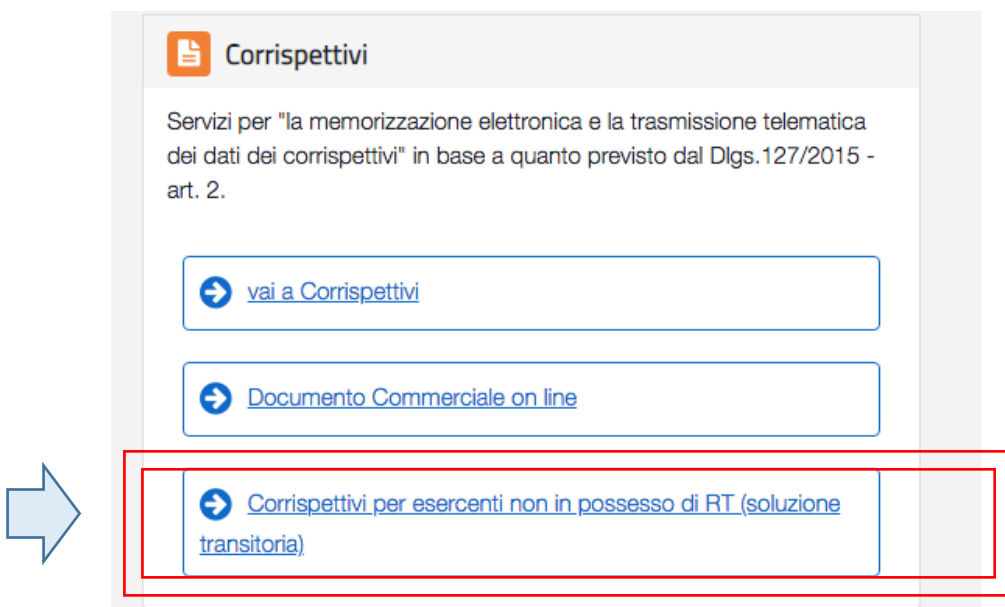 Corrispettivi
Servizi per "la memorizzazione elettronica e la trasmissione telematica
dei dati dei corrispettivi" in base a quanto previsto dal Dlgs.127/2015 -
art. 2.
vai a Corrispettivi
Documento Commerciale on line
Corrispettivi per esercenti non in possesso di RT (soluzione
transitoria)